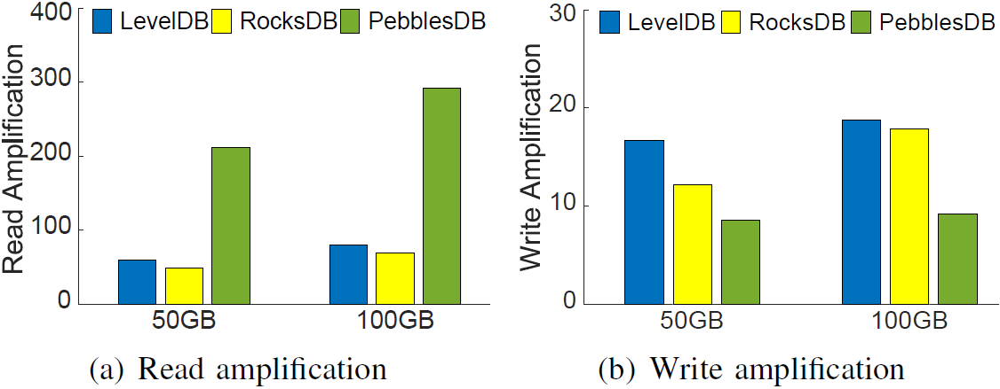 Read Amplification
400
300
200
100
0
LevelDB RocksDB PebblesDB
50GB 100GB
(a) Read amplification
Write Amplification
30
20
10
0
LevelDB RocksDB PebblesDB
50GB 100GB
(b) Write amplification